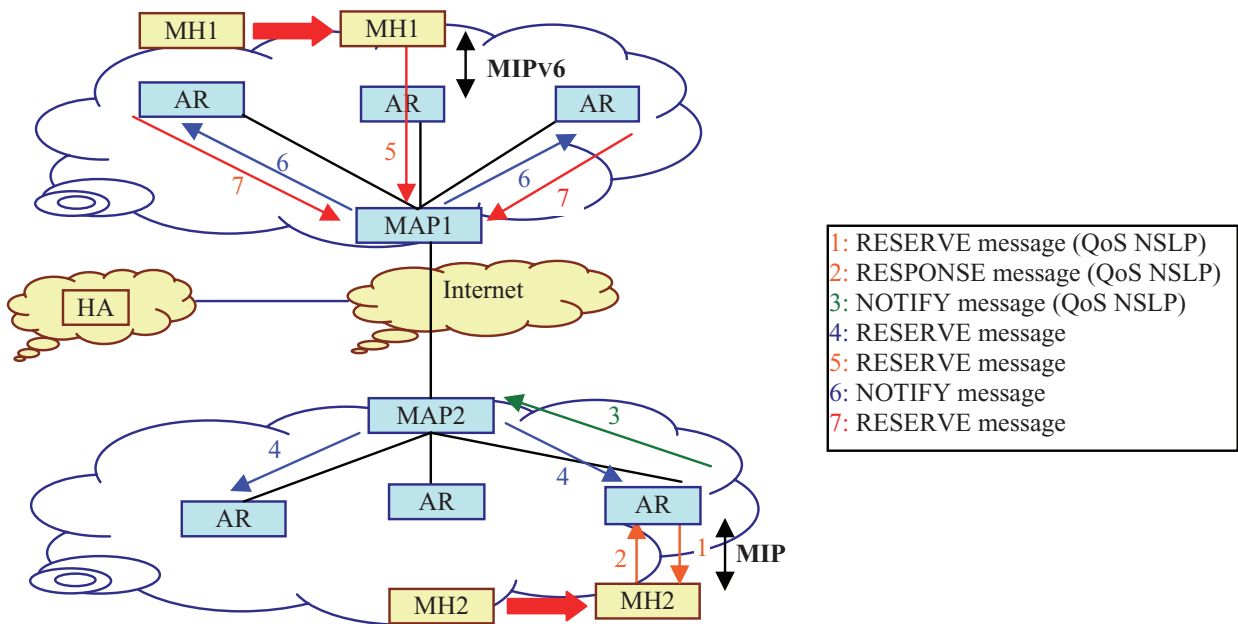 MH1
MH1
MIPv6
AR
AR
AR
5
6
6
7
7
MAP1
1: RESERVE message (QoS NSLP)
2: RESPONSE message (QoS NSLP)
3: NOTIFY message (QoS NSLP)
4: RESERVE message
5: RESERVE message
6: NOTIFY message
7: RESERVE message
HA
Internet
MAP2
3
4
4
AR
AR
AR
2
1
MIP
MH2
MH2